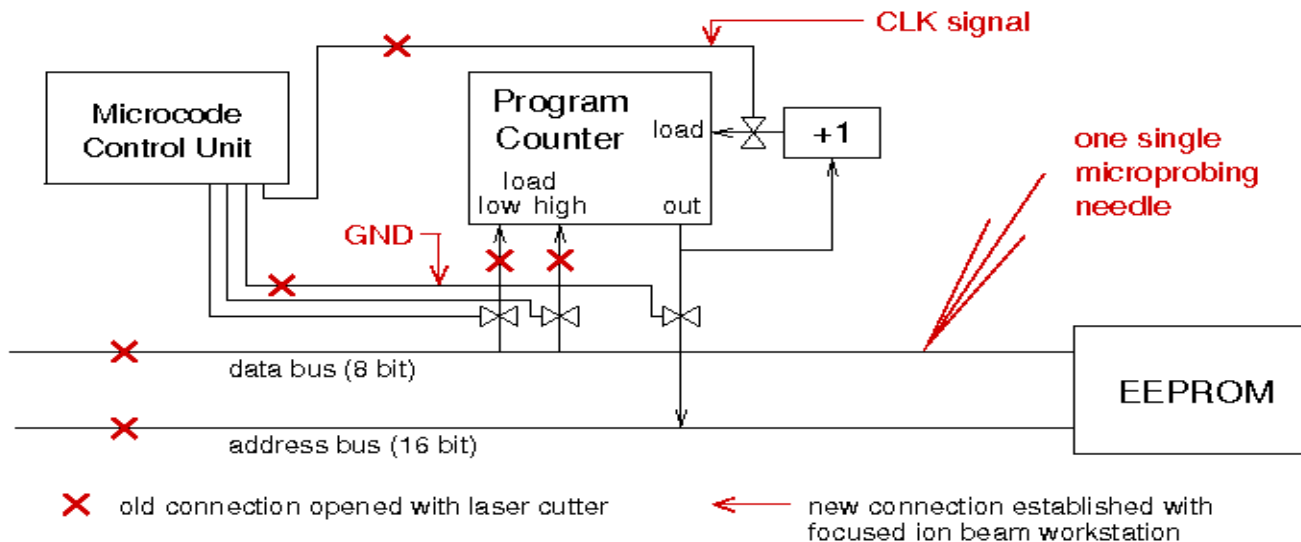 CLK signal
Microcode
Control Unit
Program
Counter
load
+1
load
low high
out
GND
one single
microprobing
needle
data bus (8 bit)
EEPROM
address bus (16 bit)
old connection opened with laser cutter
new connection established with
focused ion beam workstation